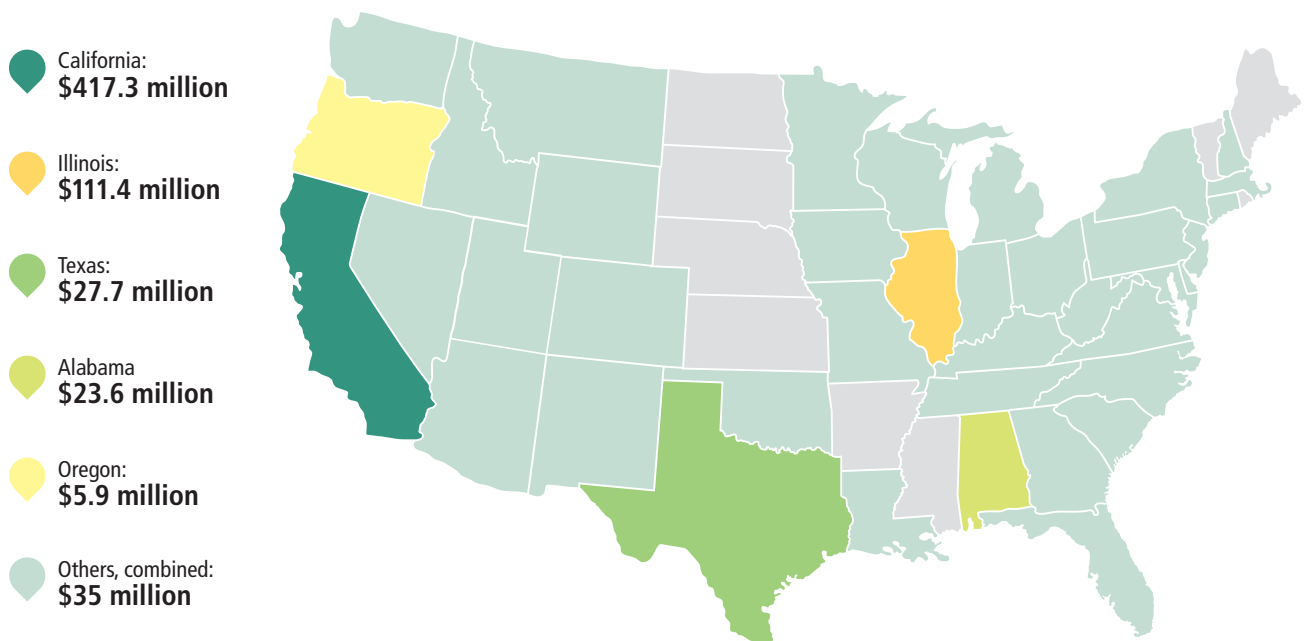 California:
$417.3 million
Illinois:
$111.4 million
Texas:
$27.7 million
Alabama
$23.6 million
Oregon:
$5.9 million
Others, combined:
$35 million